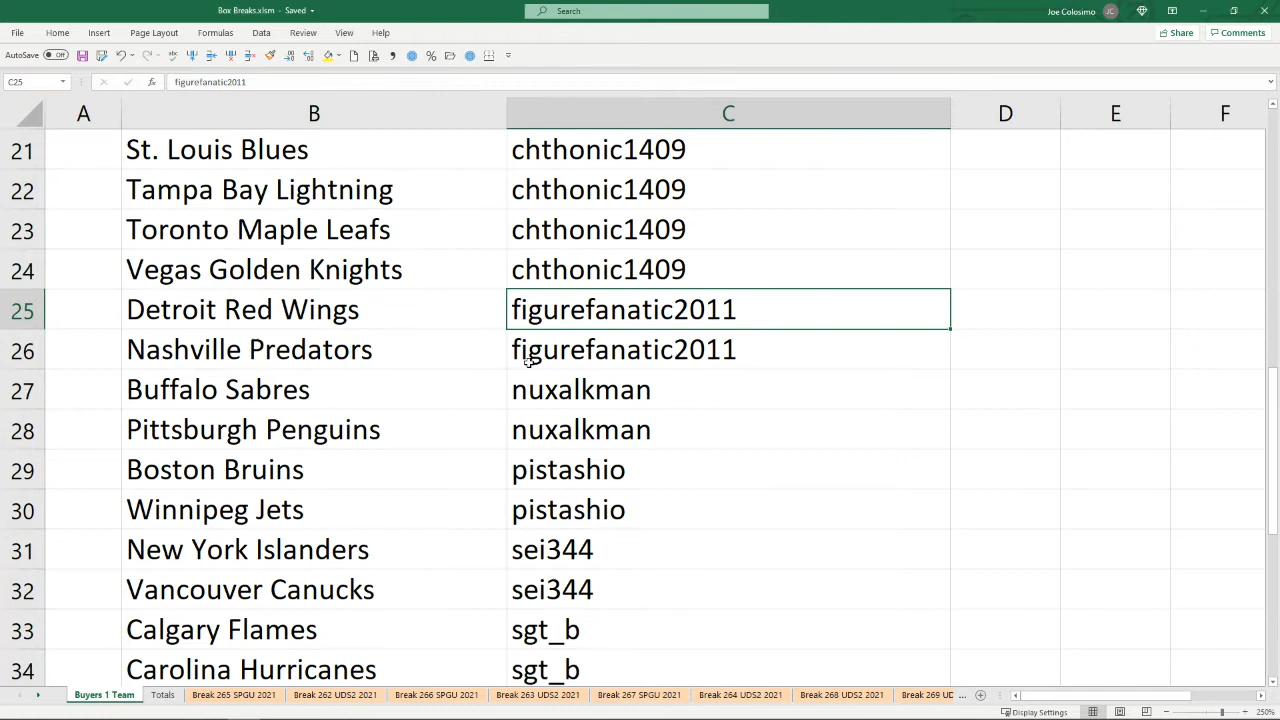 Box Breaks.xlsm - Saved
Search
Joe Colosimo JC
File Home Insert Page Layout Formulas Data Review View Help Share Comments
AutoSave Off
C25 fx figurefanatic2011
A B C D E F
21 St. Louis Blues chthonic1409
22 Tampa Bay Lightning chthonic1409
23 Toronto Maple Leafs chthonic1409
24 Vegas Golden Knights chthonic1409
25 Detroit Red Wings figurefanatic2011
26 Nashville Predators figurefanatic2011
27 Buffalo Sabres nuxalkman
28 Pittsburgh Penguins nuxalkman
29 Boston Bruins pistashio
30 Winnipeg Jets pistashio
31 New York Islanders sei344
32 Vancouver Canucks sei344
33 Calgary Flames sgt_b
34 Carolina Hurricanes sgt_b
Buyers 1 Team Totals Break 265 SPGU 2021 Break 262 UDS2 2021 Break 266 SPGU 2021 Break 263 UDS2 2021 Break 267 SPGU 2021 Break 264 UDS2 2021 Break 268 UDS2 2021 Break 269 UD ...
Display Settings 250%